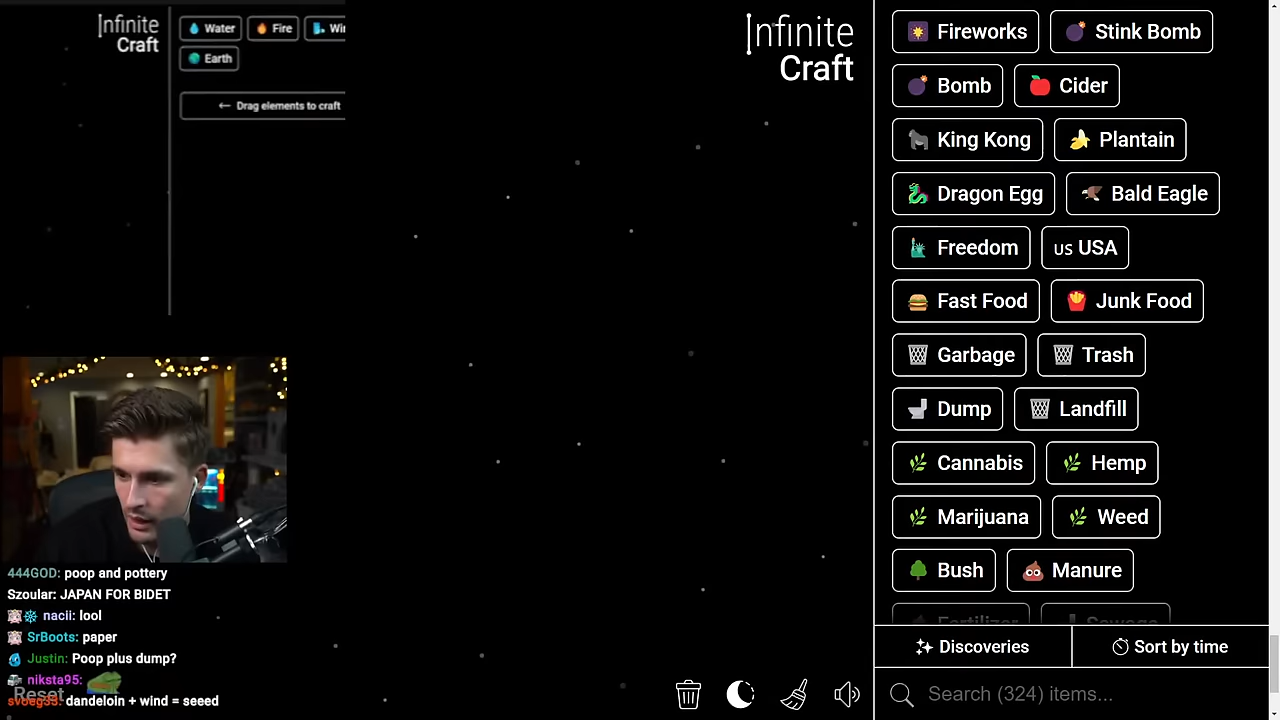 Infinite
Craft
Water
Fire
Earth
← Drag elements to craft
Infinite
Craft
Fireworks
Stink Bomb
Bomb
Cider
King Kong
Plantain
Dragon Egg
Bald Eagle
Freedom
US USA
Fast Food
Junk Food
Garbage
Trash
Dump
Landfill
Cannabis
Hemp
Marijuana
Weed
Bush
Manure
Fertilizer
Sewage
Discoveries
Sort by time
Search (324) items...
444GOD: poop and pottery
Szoular: JAPAN FOR BIDET
nacii: lool
SrBoots: paper
Justin: Poop plus dump?
niksta95:
Reset
svoeg35: dandeloin + wind = seeed